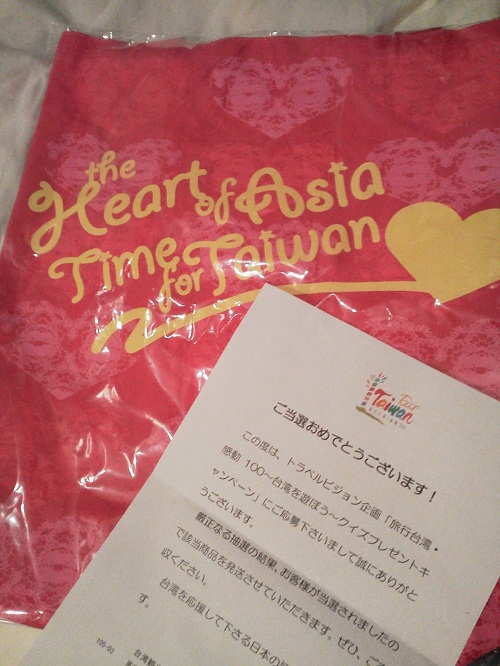 the
Heart of Asia
Time for Taiwan
Tour
Taiwan
ご当選おめでとうございます！
この度は、トラベルビジョン企画「旅行台湾・
感動 100～台湾を遊ぼう～クイズプレゼントキ
ャンペーン」にご応募下さいまして誠にありがと
うございます。
厳正なる抽選の結果、お客様が当選されましたの
で該当商品を発送させていただきます。ぜひ、ご
収ください。
台湾を応援して下さる日本の
す。
105-93
台湾観